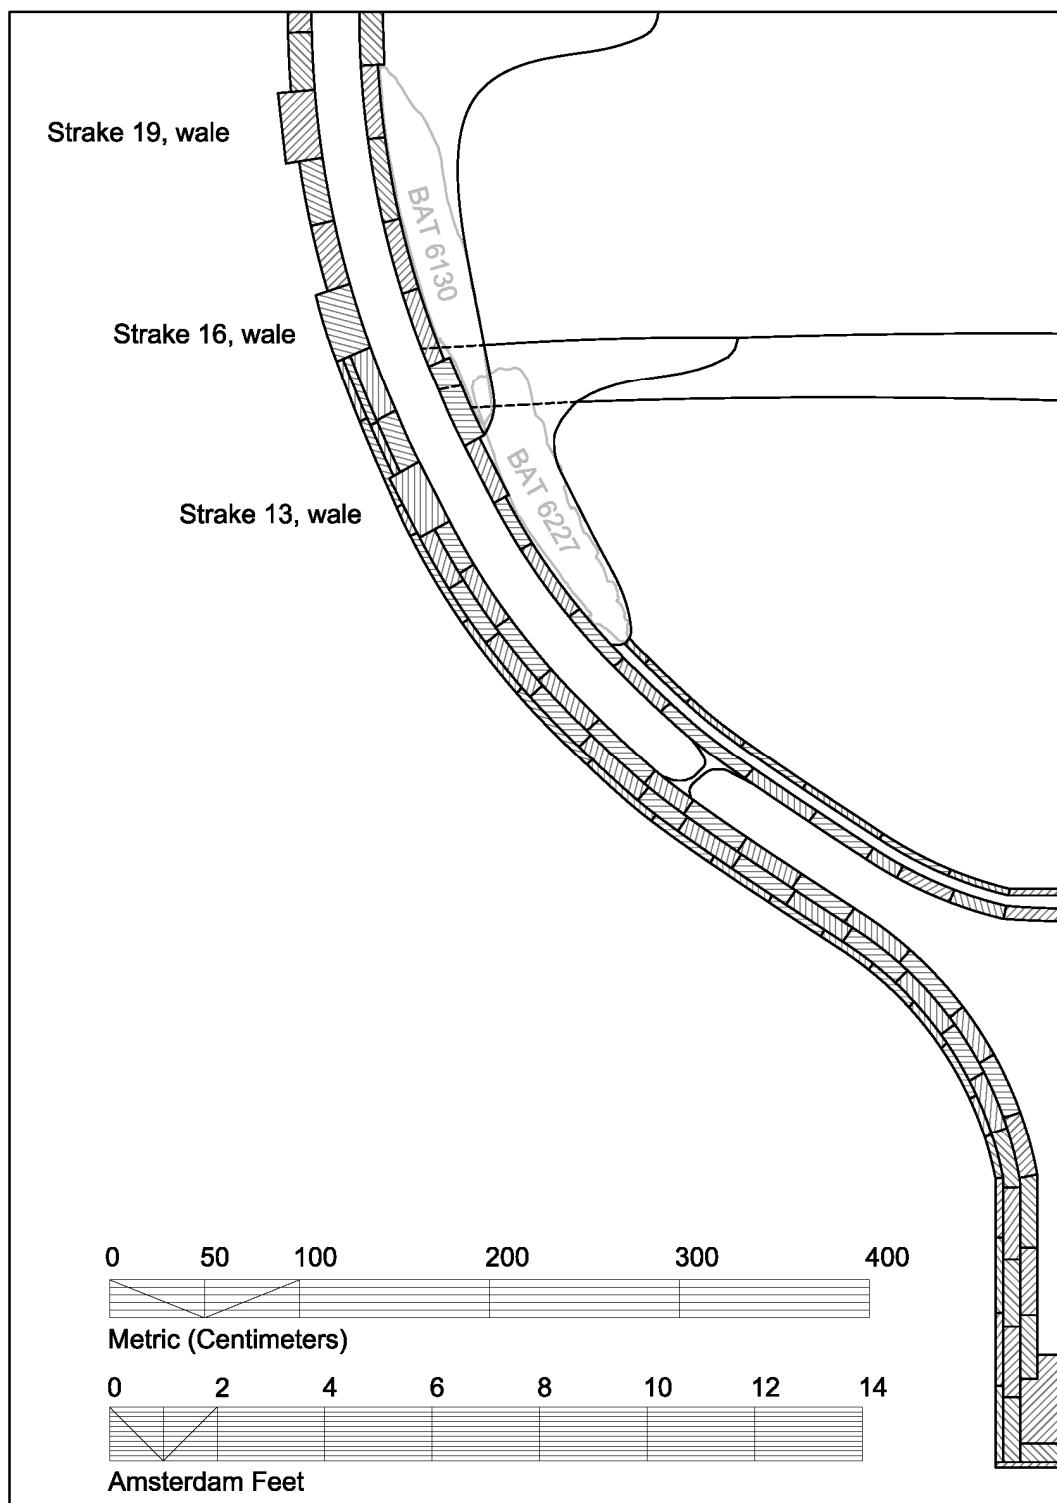 Strake 19, wale
BAT 6130
Strake 16, wale
BAT 6227
Strake 13, wale
0 50 100 200 300 400
Metric (Centimeters)
0 2 4 6 8 10 12 14
Amsterdam Feet